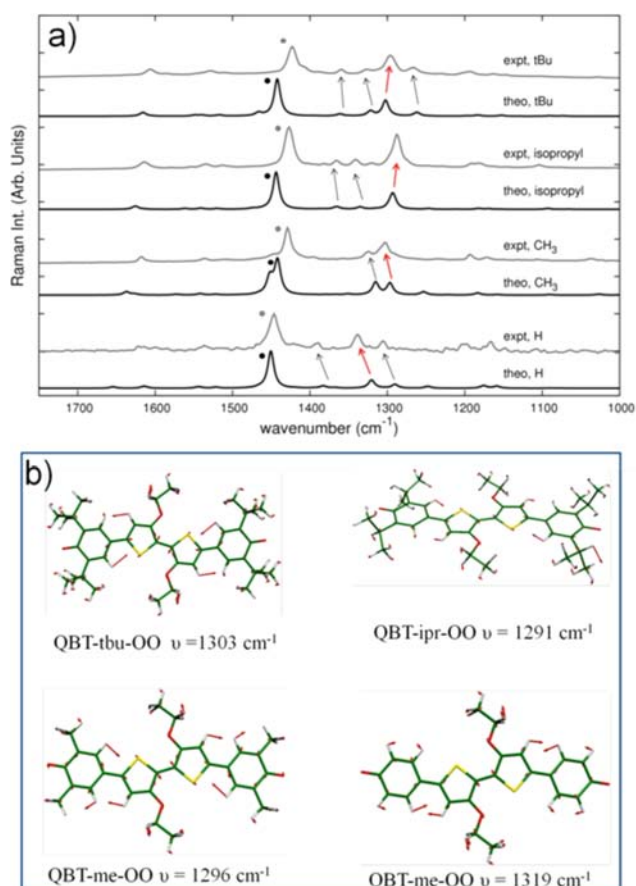 a)
expt, tBu
theo, tBu
expt, isopropyl
theo, isopropyl
expt, CH₃
theo, CH₃
expt, H
theo, H
Raman Int. (Arb. Units)
1700 1600 1500 1400 1300 1200 1100 1000
wavenumber (cm⁻¹)
b)
QBT-tbu-OO υ =1303 cm⁻¹
QBT-ipr-OO υ = 1291 cm⁻¹
QBT-me-OO υ = 1296 cm⁻¹
QBT-me-OO υ = 1319 cm⁻¹